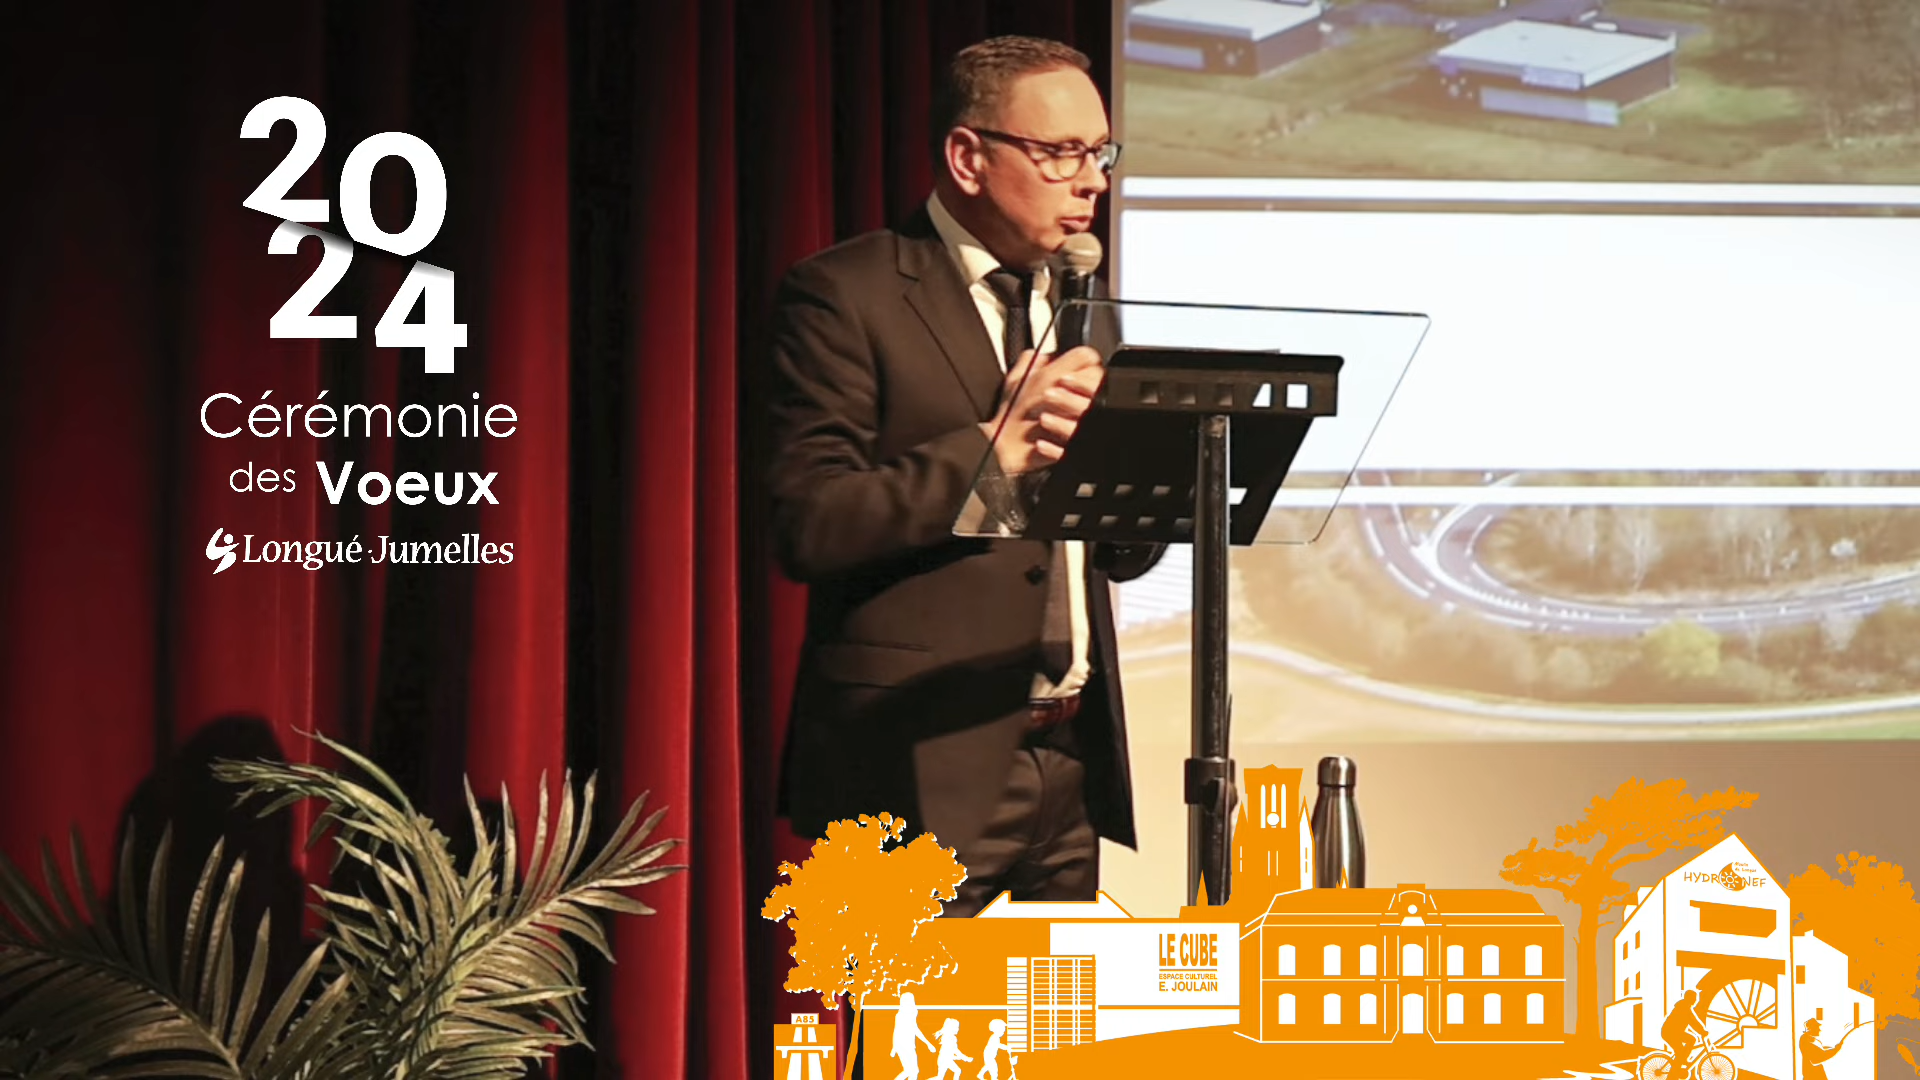 2024
Cérémonie
des Voeux
Longué-Jumelles
LE CUBE
ESPACE CULTUREL
E. JOULAIN
HYDRONEF
A85